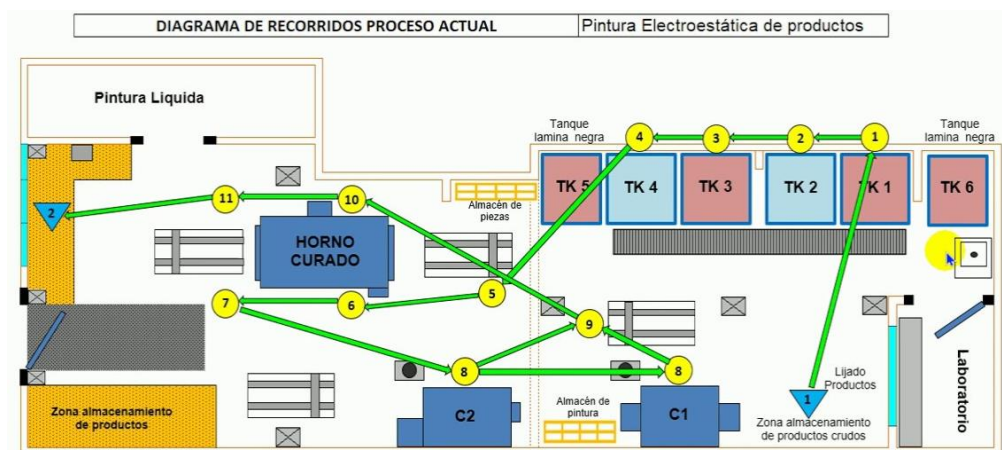 DIAGRAMA DE RECORRIDOS PROCESO ACTUAL
Pintura Electroestática de productos
Pintura Liquida
Tanque
lamina negra
4
3
2
1
Tanque
lamina negra
TK 5
TK 4
TK 3
TK 2
TK 1
TK 6
2
11
10
Almacén de
piezas
HORNO
CURADO
7
6
5
9
8
8
Lijado
Productos
1
Zona almacenamiento
de productos crudos
Laboratorio
Zona almacenamiento
de productos
C2
Almacén de
pintura
C1